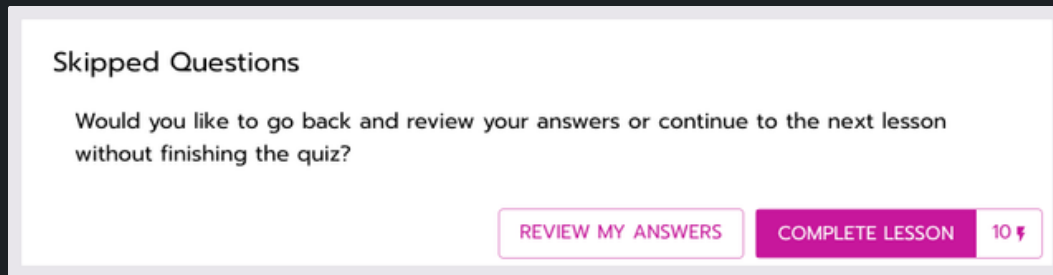 Skipped Questions
Would you like to go back and review your answers or continue to the next lesson
without finishing the quiz?
REVIEW MY ANSWERS
COMPLETE LESSON
10